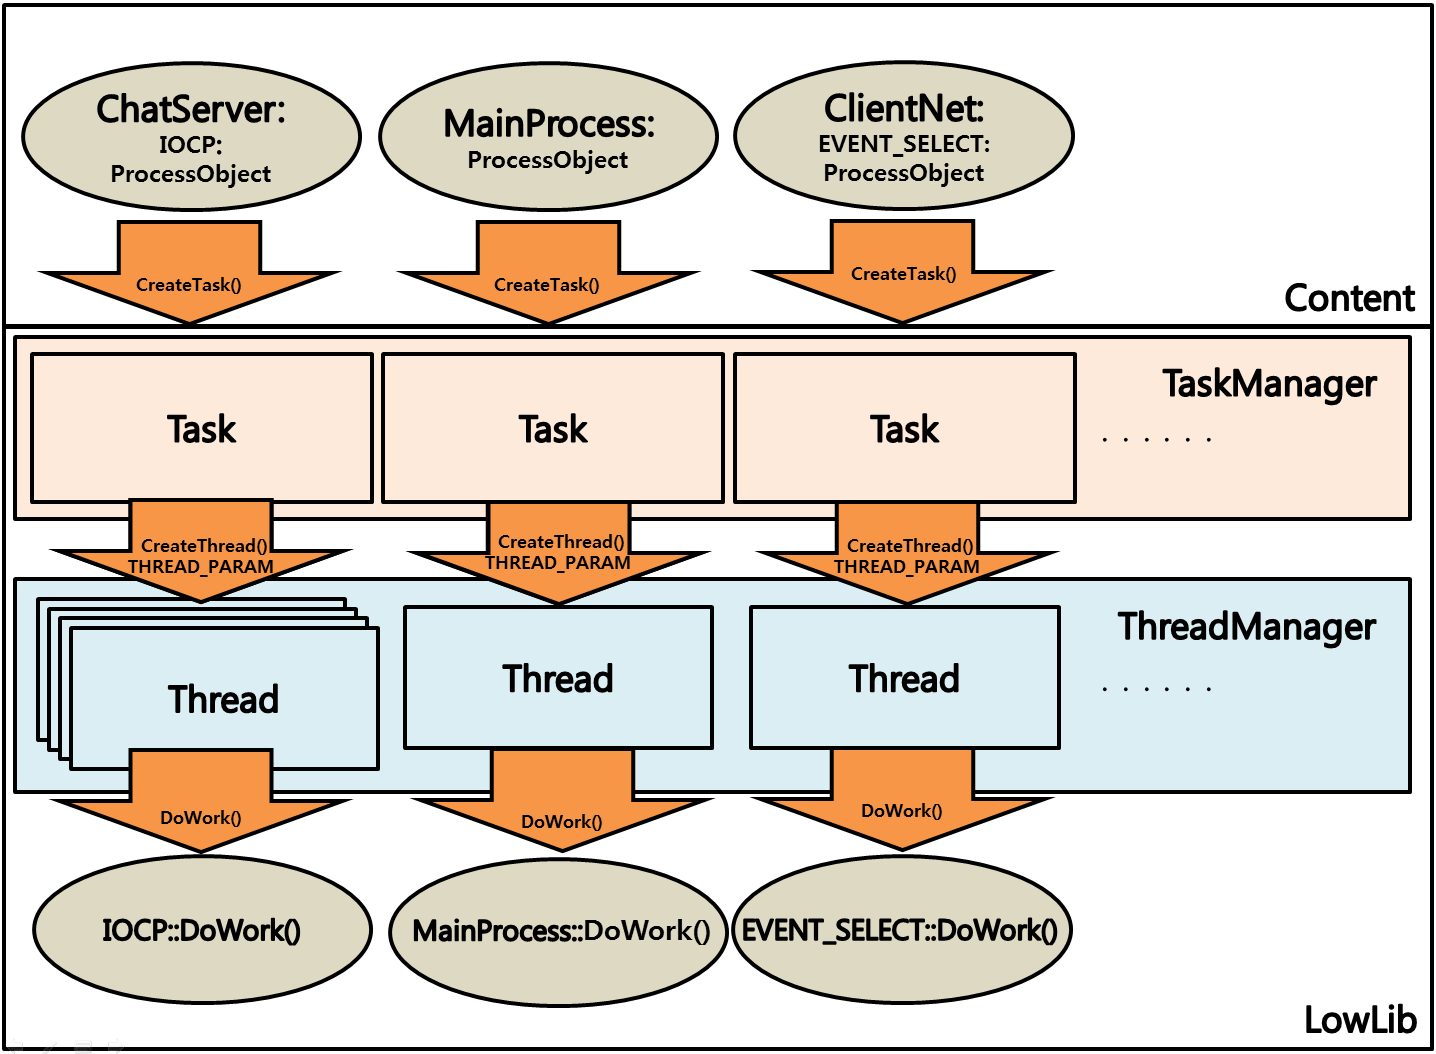 ChatServer:
IOCP:
ProcessObject
MainProcess:
ProcessObject
ClientNet:
EVENT_SELECT:
ProcessObject
CreateTask()
CreateTask()
CreateTask()
Content
TaskManager
Task
Task
Task
. . . . . .
CreateThread()
THREAD_PARAM
CreateThread()
THREAD_PARAM
CreateThread()
THREAD_PARAM
ThreadManager
Thread
Thread
Thread
. . . . . .
DoWork()
DoWork()
DoWork()
IOCP::DoWork()
MainProcess::DoWork()
EVENT_SELECT::DoWork()
LowLib